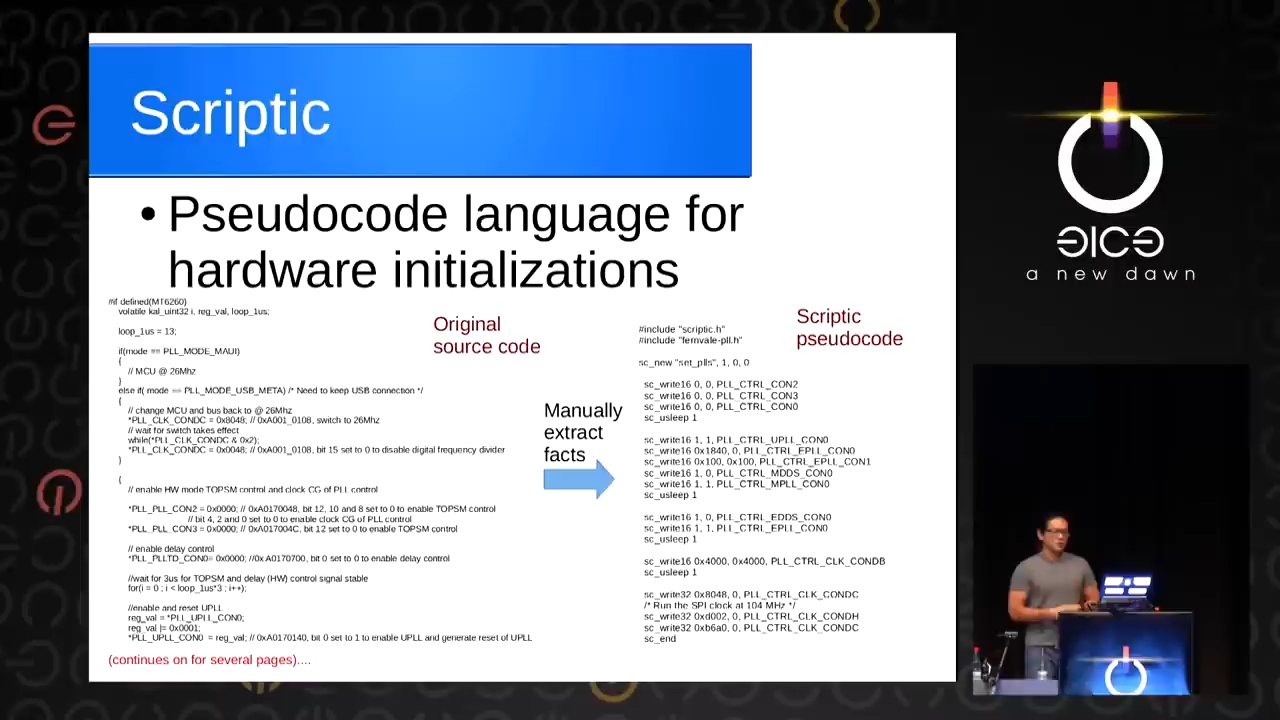 Scriptic
• Pseudocode language for
hardware initializations
#if defined(MT6260)
volatile kal_uint32 i, reg_val, loop_1us;
loop_1us = 13;
if(mode == PLL_MODE_MAUI)
{
// MCU @ 26Mhz
}
else if( mode == PLL_MODE_USB_META) /* Need to keep USB connection */
{
// change MCU and bus back to @ 26Mhz
*PLL_CLK_CONDC = 0x8048; // 0xA001_0108, switch to 26Mhz
// wait for switch takes effect
while(*PLL_CLK_CONDC & 0x2);
*PLL_CLK_CONDC = 0x0048; // 0xA001_0108, bit 15 set to 0 to disable digital frequency divider
}
{
// enable HW mode TOPSM control and clock CG of PLL control
*PLL_PLL_CON2 = 0x0000; // 0xA0170048, bit 12, 10 and 8 set to 0 to enable TOPSM control
// bit 4, 2 and 0 set to 0 to enable clock CG of PLL control
*PLL_PLL_CON3 = 0x0000; // 0xA017004C, bit 12 set to 0 to enable TOPSM control
// enable delay control
*PLL_PLLTD_CON0= 0x0000; //0xA0170700, bit 0 set to 0 to enable delay control
//wait for 3us for TOPSM and delay (HW) control signal stable
for(i = 0 ; i < loop_1us*3 ; i++);
//enable and reset UPLL
reg_val = *PLL_UPLL_CON0;
reg_val |= 0x0001;
*PLL_UPLL_CON0 = reg_val; // 0xA0170140, bit 0 set to 1 to enable UPLL and generate reset of UPLL
(continues on for several pages)....
Original
source code
Manually
extract
facts
Scriptic
pseudocode
#include "scriptic.h"
#include "fernvale-pll.h"
sc_new "set_plls", 1, 0, 0
sc_write16 0, 0, PLL_CTRL_CON2
sc_write16 0, 0, PLL_CTRL_CON3
sc_write16 0, 0, PLL_CTRL_CON0
sc_usleep 1
sc_write16 1, 1, PLL_CTRL_UPLL_CON0
sc_write16 0x1840, 0, PLL_CTRL_EPLL_CON0
sc_write16 0x100, 0x100, PLL_CTRL_EPLL_CON1
sc_write16 1, 0, PLL_CTRL_MDDS_CON0
sc_write16 1, 1, PLL_CTRL_MPLL_CON0
sc_usleep 1
sc_write16 1, 0, PLL_CTRL_EDDS_CON0
sc_write16 1, 1, PLL_CTRL_EPLL_CON0
sc_usleep 1
sc_write16 0x4000, 0x4000, PLL_CTRL_CLK_CONDB
sc_usleep 1
sc_write32 0x8048, 0, PLL_CTRL_CLK_CONDC
/* Run the SPI clock at 104 MHz */
sc_write32 0xd002, 0, PLL_CTRL_CLK_CONDH
sc_write32 0xb6a0, 0, PLL_CTRL_CLK_CONDC
sc_end
a new dawn